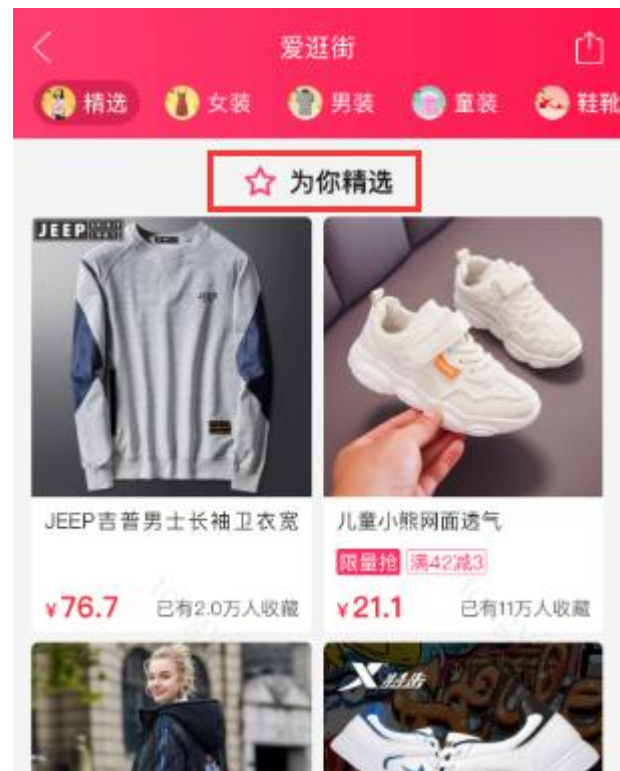 爱逛街
精选 女装 男装 童装 鞋靴
为你精选
JEEP
JEEP
JEEP吉普男士长袖卫衣宽
儿童小熊网面透气
限量抢 满42减3
¥76.7 已有2.0万人收藏 ¥21.1 已有11万人收藏